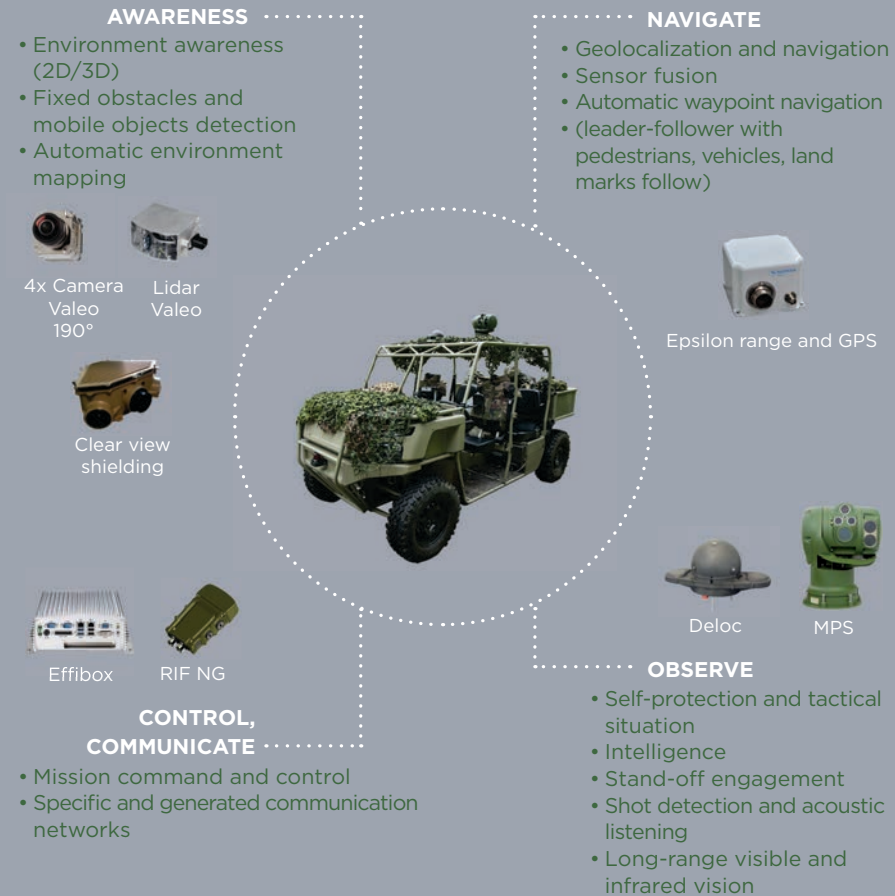 AWARENESS
• Environment awareness
(2D/3D)
• Fixed obstacles and
mobile objects detection
• Automatic environment
mapping
4x Camera
Valeo
190°
Lidar
Valeo
Clear view
shielding
NAVIGATE
• Geolocalization and navigation
• Sensor fusion
• Automatic waypoint navigation
• (leader-follower with
pedestrians, vehicles, land
marks follow)
Epsilon range and GPS
Effibox
RIF NG
CONTROL,
COMMUNICATE
• Mission command and control
• Specific and generated communication
networks
Deloc
MPS
OBSERVE
• Self-protection and tactical
situation
• Intelligence
• Stand-off engagement
• Shot detection and acoustic
listening
• Long-range visible and
infrared vision